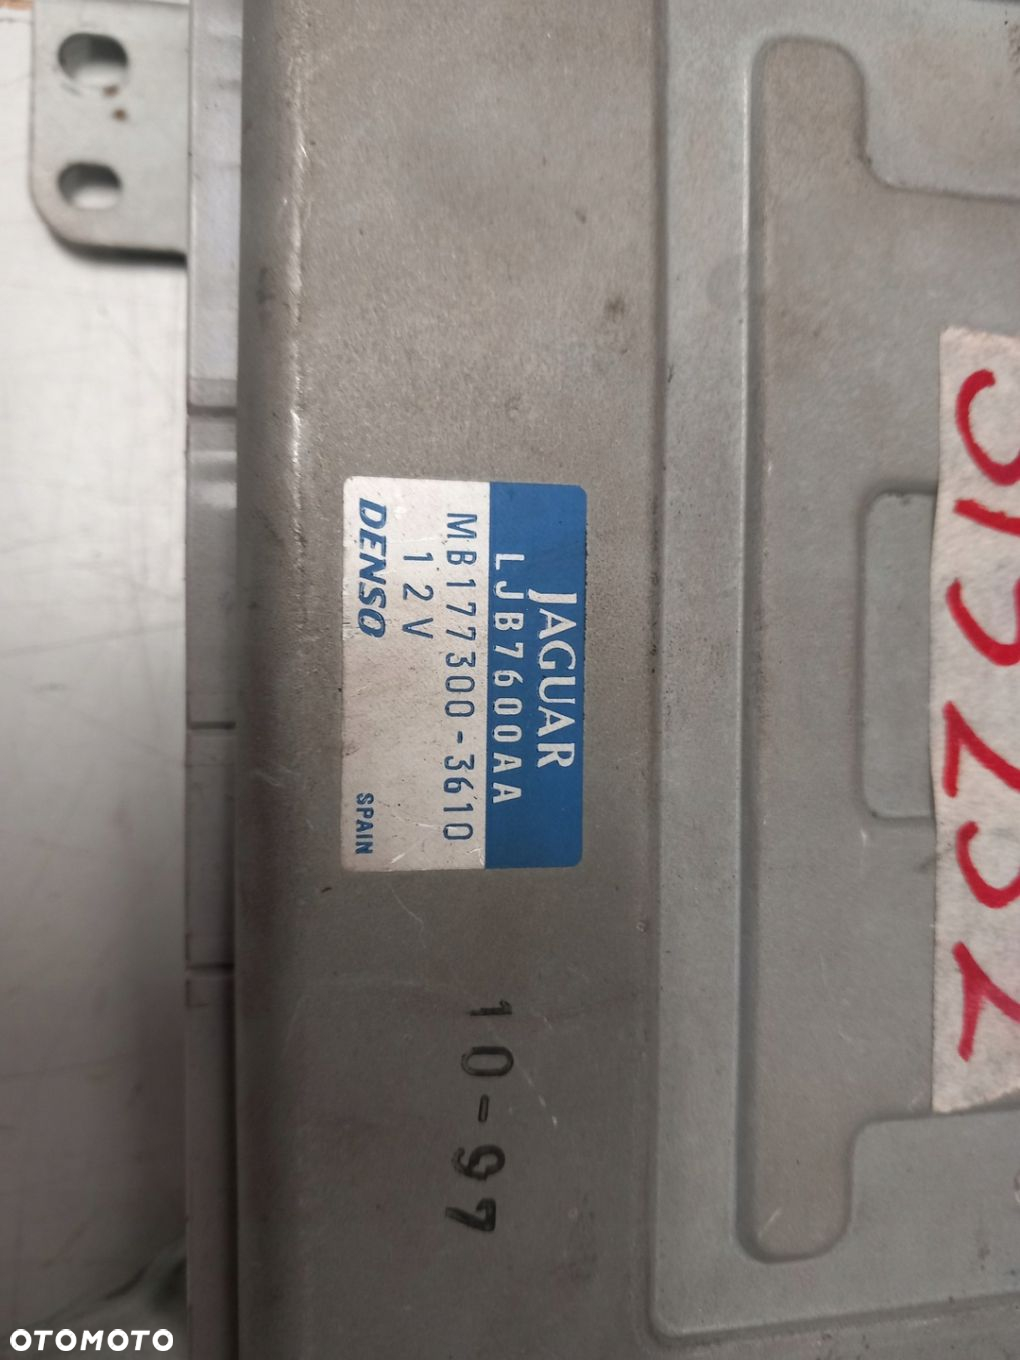 JAGUAR
LJB7600AA
MB177300-3610
12V
DENSO
SPAIN
10-97
OTOMOTO